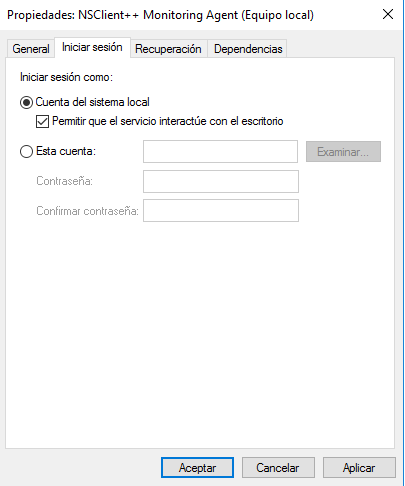 Propiedades: NSClient++ Monitoring Agent (Equipo local)
General Iniciar sesión Recuperación Dependencias
Iniciar sesión como:
Cuenta del sistema local
Permitir que el servicio interactúe con el escritorio
Esta cuenta: Examinar...
Contraseña:
Confirmar contraseña:
Aceptar Cancelar Aplicar